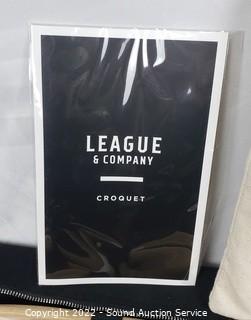 LEAGUE
& COMPANY
CROQUET
Copyright 2022 - Sound Auction Service